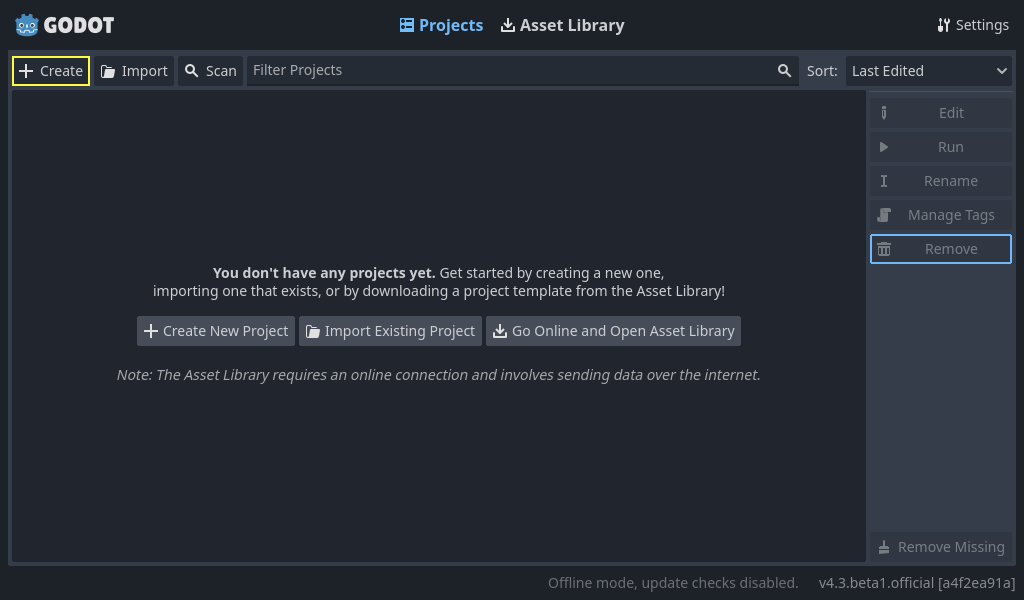 GODOT
Projects
Asset Library
Settings
Create
Import
Scan
Filter Projects
Sort:
Last Edited
Edit
Run
Rename
Manage Tags
Remove
You don't have any projects yet. Get started by creating a new one,
importing one that exists, or by downloading a project template from the Asset Library!
Create New Project
Import Existing Project
Go Online and Open Asset Library
Note: The Asset Library requires an online connection and involves sending data over the internet.
Remove Missing
Offline mode, update checks disabled.
v4.3.beta1.official [a4f2ea91a]